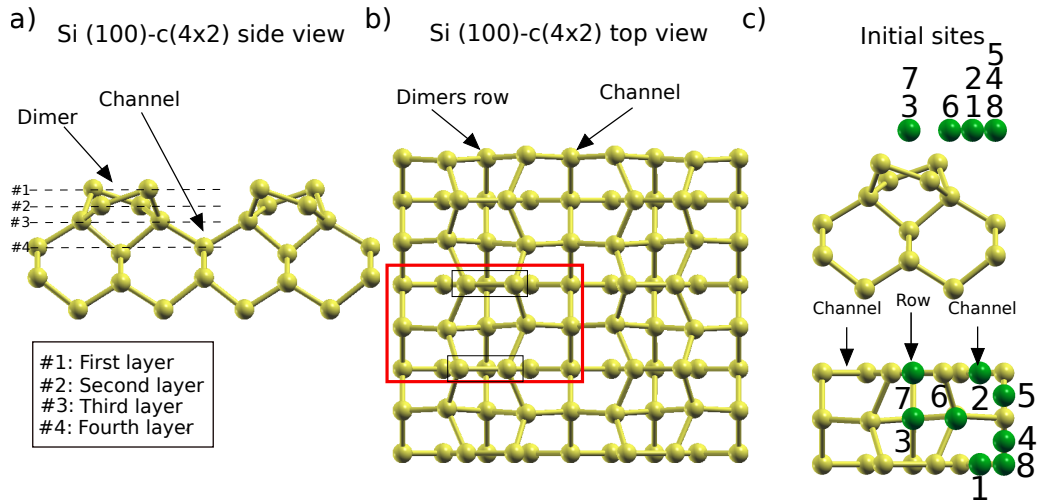 a)
Si (100)-c(4x2) side view
Dimer
Channel
#1
#2
#3
#4
#1: First layer
#2: Second layer
#3: Third layer
#4: Fourth layer
b)
Si (100)-c(4x2) top view
Dimers row
Channel
c)
Initial sites
5
7 2 4
3 6 1 8
Channel
Row
Channel
7 6 2 5
3 4
8
1